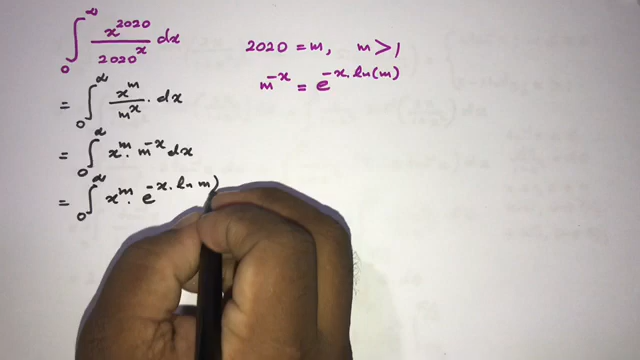 ∫₀^∞ x^2020 / 2020^x dx
2020 = m, m > 1
m^-x = e^-x.ln(m)
= ∫₀^∞ x^m / m^x . dx
= ∫₀^∞ x^m . m^-x dx
= ∫₀^∞ x^m . e^-x.ln m)